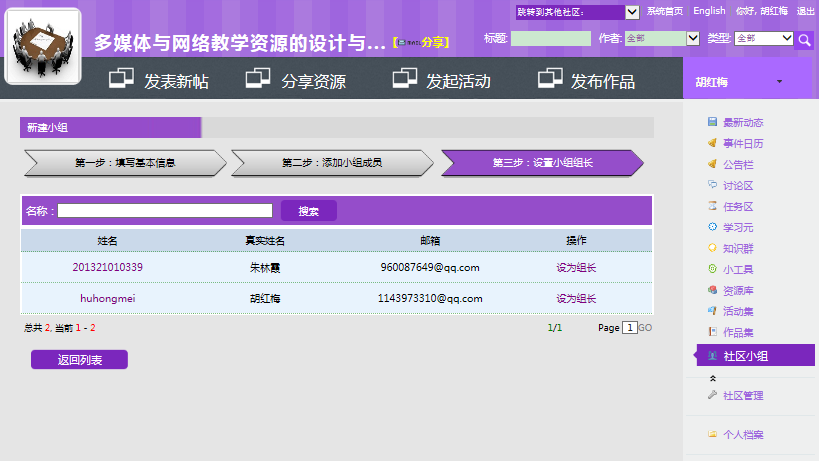 跳转到其他社区: 系统首页 English 你好, 胡红梅 退出
多媒体与网络教学资源的设计与... 【 分享】 标题: 作者: 全部 类型: 全部
发表新帖 分享资源 发起活动 发布作品 胡红梅
新建小组
第一步：填写基本信息 第二步：添加小组成员 第三步：设置小组组长
名称： 搜索
姓名 真实姓名 邮箱 操作
201321010339 朱林霞 960087649@qq.com 设为组长
huhongmei 胡红梅 1143973310@qq.com 设为组长
总共 2, 当前 1 - 2 1/1 Page 1 GO
返回列表
最新动态
事件日历
公告栏
讨论区
任务区
学习元
知识群
小工具
资源库
活动集
作品集
社区小组
社区管理
个人档案